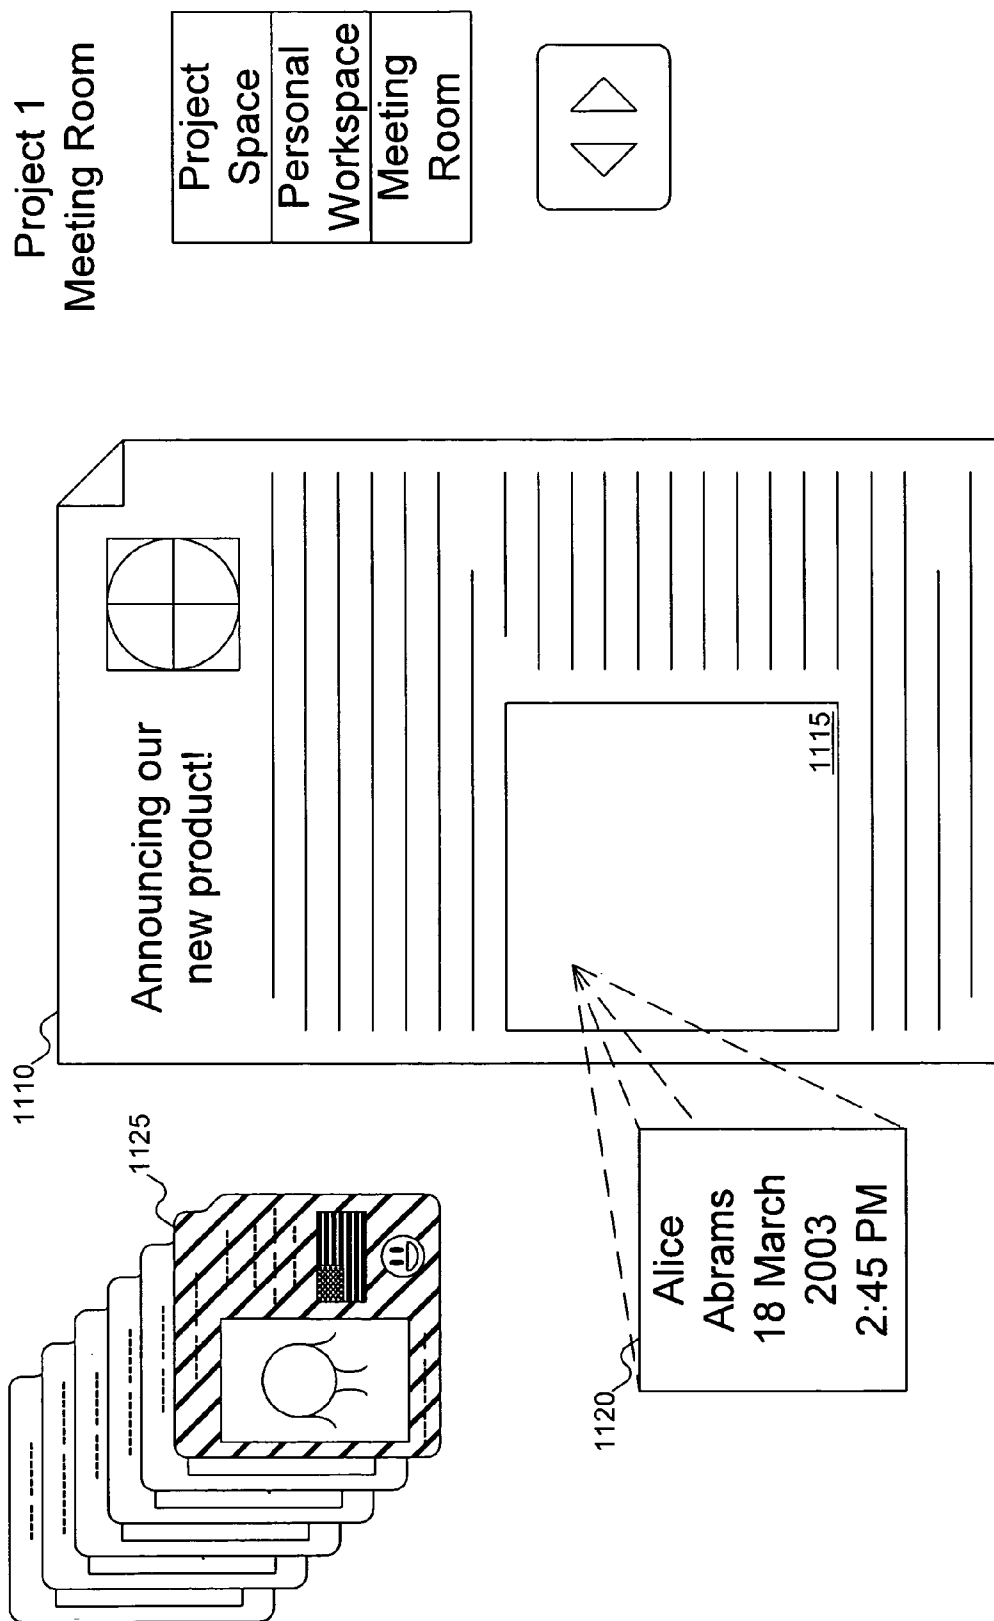 Project 1
Meeting Room
Project
Space
Personal
Workspace
Meeting
Room
1110
Announcing our
new product!
1115
1125
1120
Alice
Abrams
18 March
2003
2:45 PM